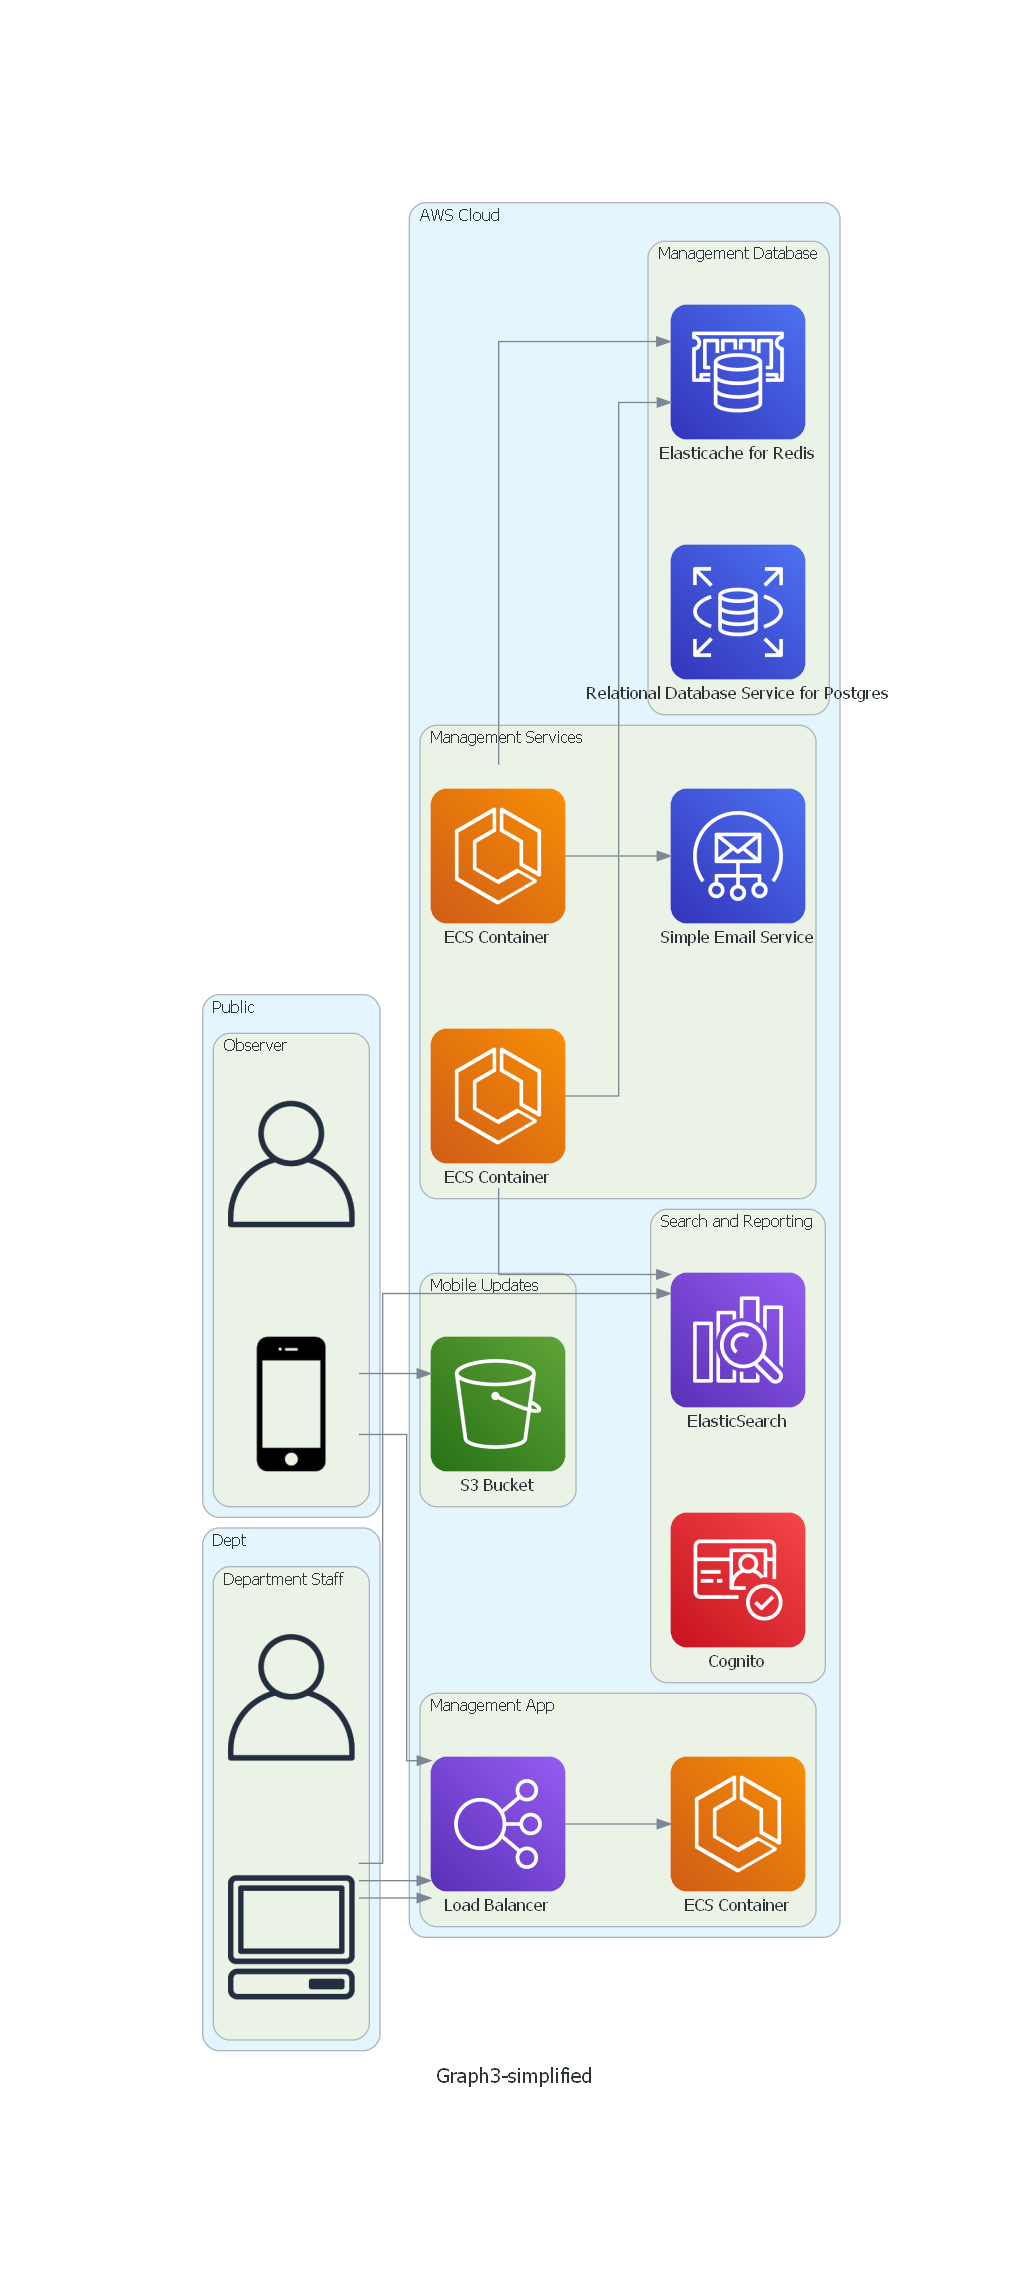 AWS Cloud
Management Database
Elasticache for Redis
Relational Database Service for Postgres
Management Services
ECS Container
Simple Email Service
ECS Container
Public
Observer
Search and Reporting
Mobile Updates
ElasticSearch
S3 Bucket
Dept
Department Staff
Cognito
Management App
Load Balancer
ECS Container
Graph3-simplified